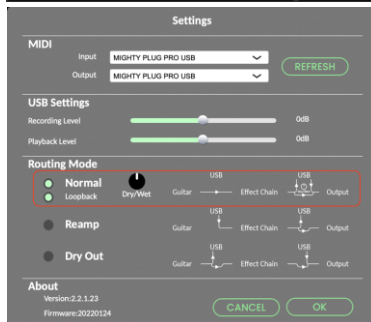 Settings
MIDI
Input MIGHTY PLUG PRO USB
Output MIGHTY PLUG PRO USB
REFRESH
USB Settings
Recording Level 0dB
Playback Level 0dB
Routing Mode
Normal
Loopback
Dry/Wet
USB USB
Guitar Effect Chain Output
Reamp
USB USB
Guitar Effect Chain Output
Dry Out
USB USB
Guitar Effect Chain Output
About
Version:2.2.1.23
Firmware:20220124
CANCEL OK